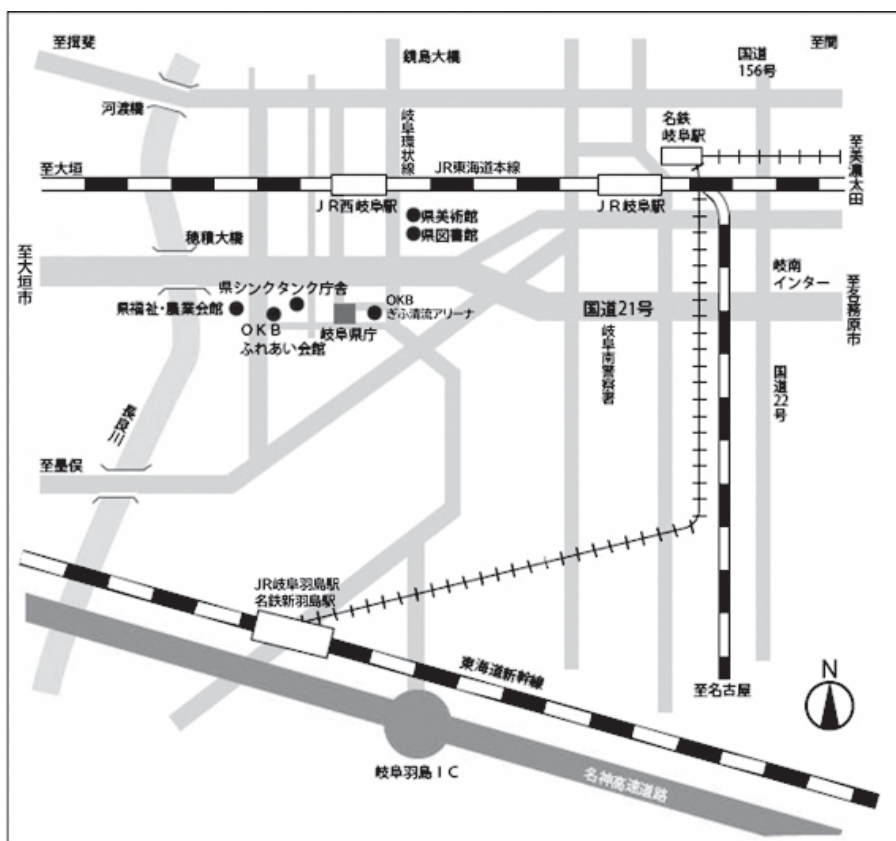 至揖斐
鏡島大橋
国道
156号
至関
河渡橋
岐阜環状線
名鉄
岐阜駅
至美濃太田
至大垣
JR東海道本線
JR西岐阜駅
JR岐阜駅
県美術館
県図書館
穂積大橋
至大垣市
岐南
インター
至各務原市
県シンクタンク庁舎
県福祉・農業会館
OKB
ふれあい会館
岐阜県庁
OKB
ぎふ清流アリーナ
国道21号
岐阜南警察署
国道22号
長良川
至墨俣
JR岐阜羽島駅
名鉄新羽島駅
東海道新幹線
至名古屋
N
岐阜羽島IC
名神高速道路